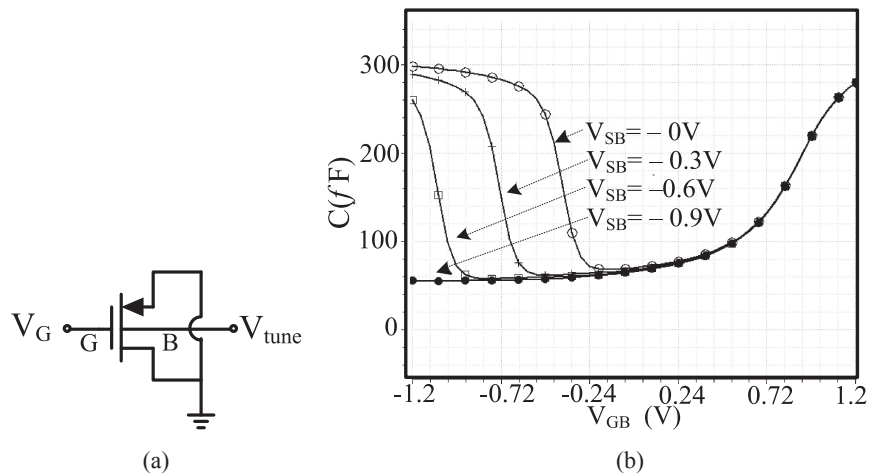 V_G
G
B
V_tune
(a)
C(fF)
300
200
100
0
V_SB= – 0V
V_SB= – 0.3V
V_SB= –0.6V
V_SB= – 0.9V
-1.2
-0.72
-0.24
0.24
0.72
1.2
V_GB (V)
(b)